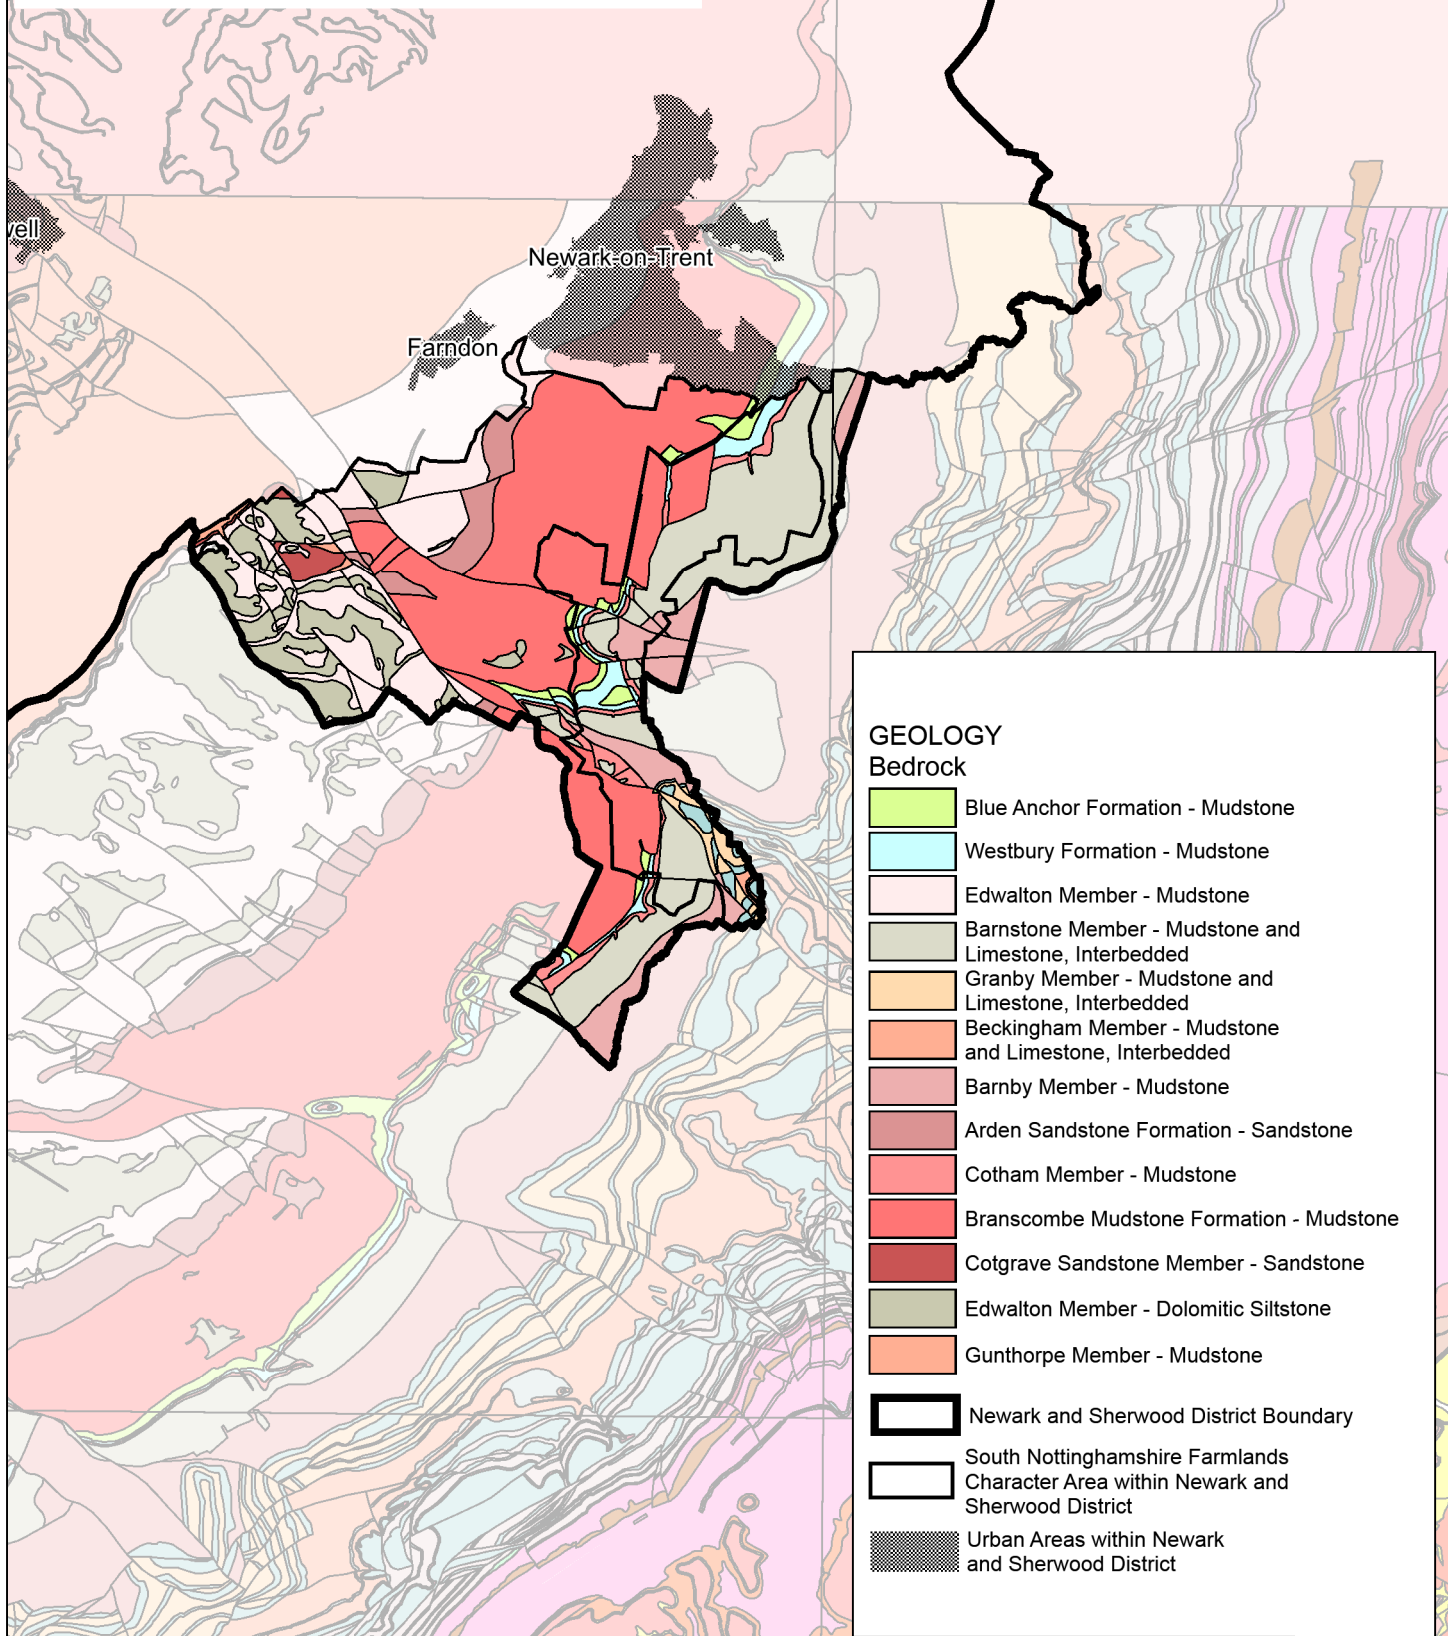 vell
Newark-on-Trent
Farndon
GEOLOGY
Bedrock
Blue Anchor Formation - Mudstone
Westbury Formation - Mudstone
Edwalton Member - Mudstone
Barnstone Member - Mudstone and
Limestone, Interbedded
Granby Member - Mudstone and
Limestone, Interbedded
Beckingham Member - Mudstone
and Limestone, Interbedded
Barnby Member - Mudstone
Arden Sandstone Formation - Sandstone
Cotham Member - Mudstone
Branscombe Mudstone Formation - Mudstone
Cotgrave Sandstone Member - Sandstone
Edwalton Member - Dolomitic Siltstone
Gunthorpe Member - Mudstone
Newark and Sherwood District Boundary
South Nottinghamshire Farmlands
Character Area within Newark and
Sherwood District
Urban Areas within Newark
and Sherwood District